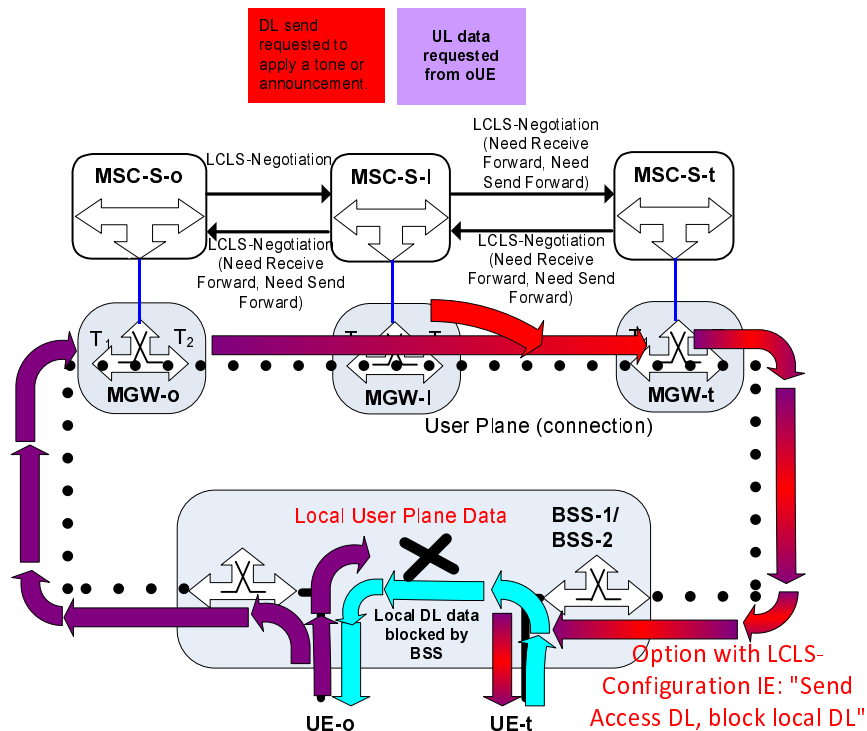 DL send
requested to
apply a tone or
announcement.
UL data
requested
from oUE
LCLS-Negotiation
LCLS-Negotiation
(Need Receive
Forward, Need
Send Forward)
MSC-S-o
MSC-S-I
MSC-S-t
LCLS-Negotiation
(Need Receive
Forward, Need Send
Forward)
LCLS-Negotiation
(Need Receive
Forward, Need Send
Forward)
T1
T2
MGW-o
MGW-I
MGW-t
User Plane (connection)
Local User Plane Data
BSS-1/
BSS-2
Local DL data
blocked by
BSS
Option with LCLS-
Configuration IE: "Send
Access DL, block local DL"
UE-o
UE-t